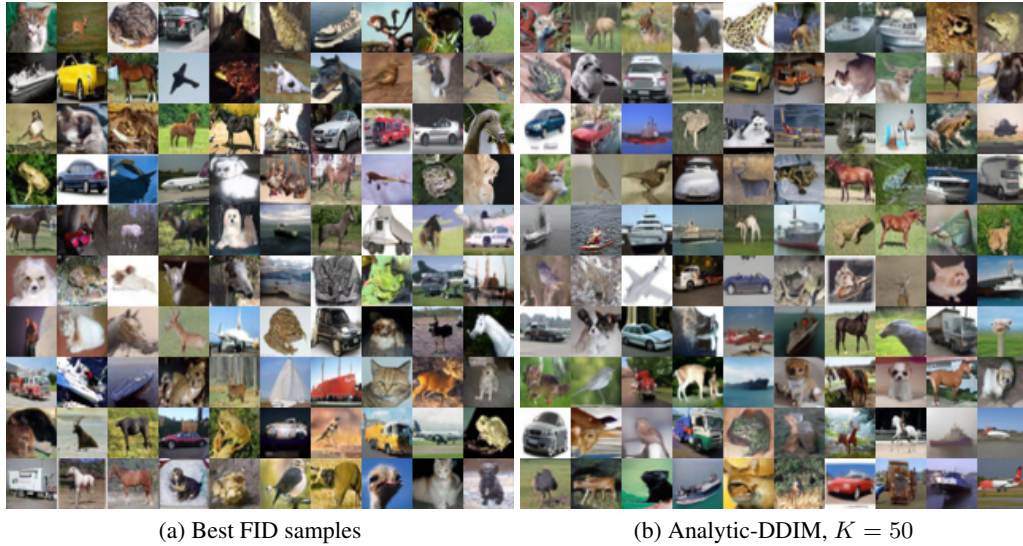 (a) Best FID samples
(b) Analytic-DDIM, K = 50